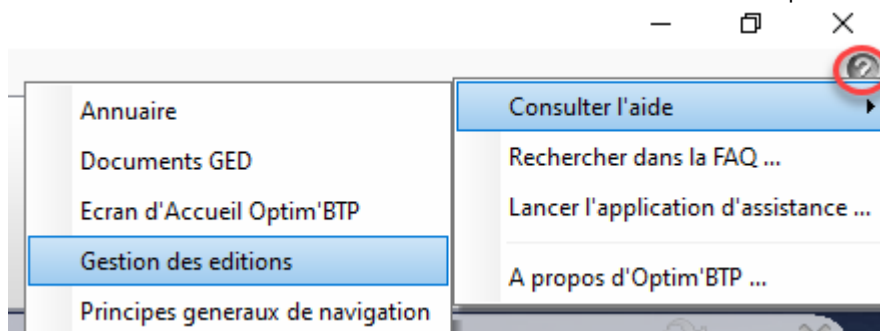 Annuaire
Documents GED
Ecran d'Accueil Optim'BTP
Gestion des editions
Principes generaux de navigation
Consulter l'aide
Rechercher dans la FAQ ...
Lancer l'application d'assistance ...
A propos d'Optim'BTP ...